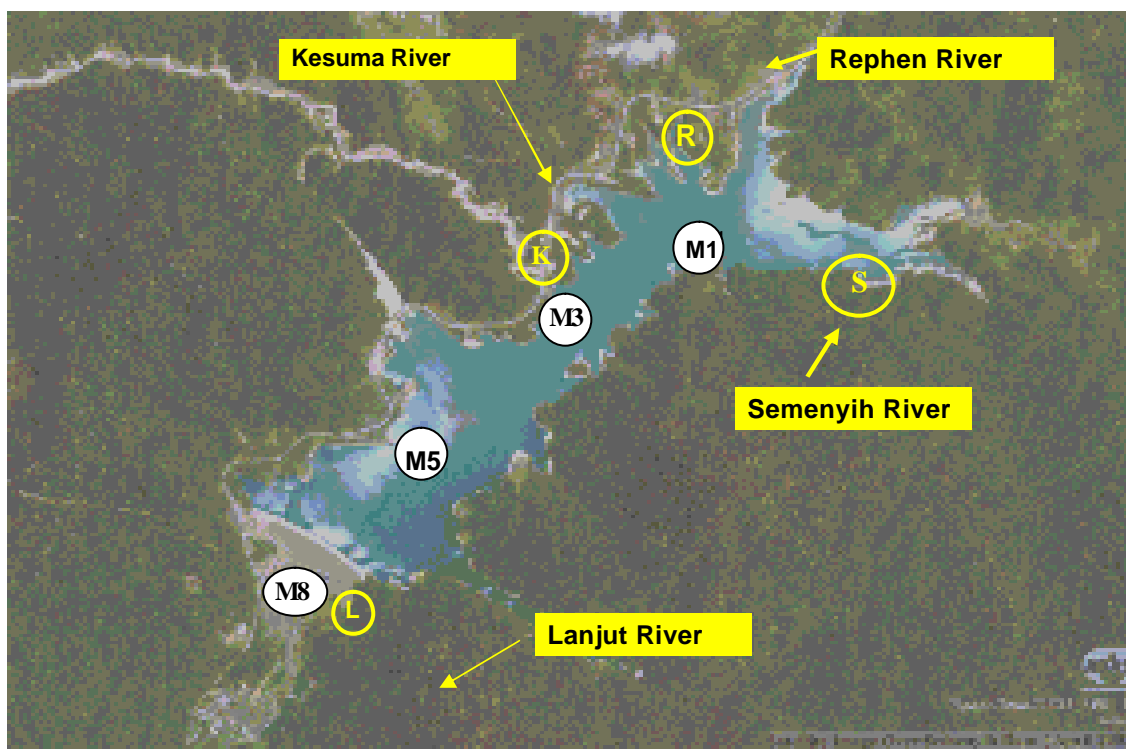 Kesuma River
Rephen River
R
M1
K
S
M3
Semenyih River
M5
M8
L
Lanjut River